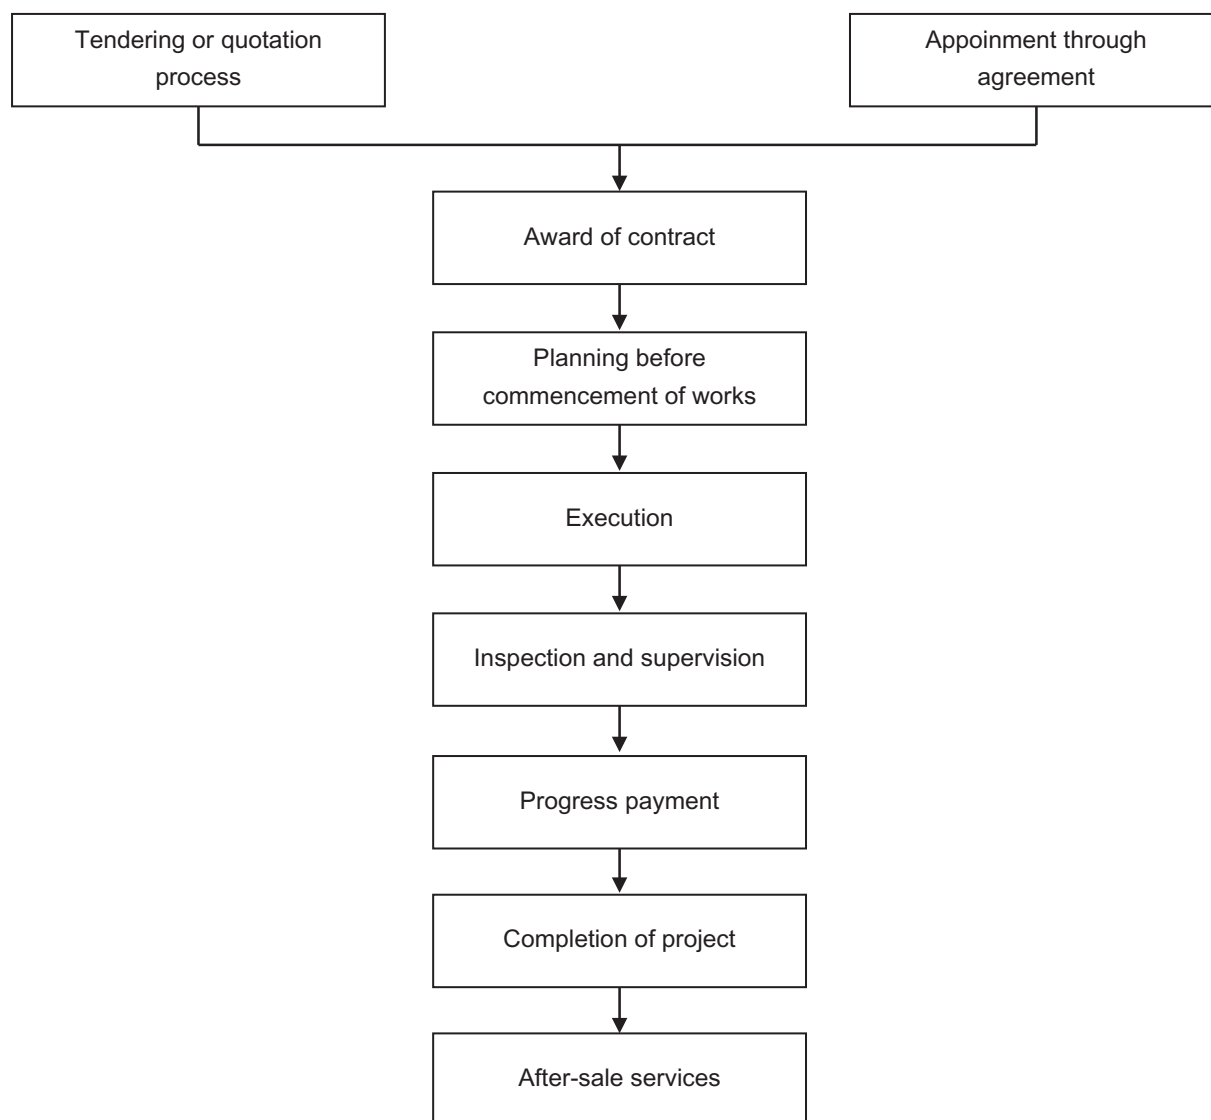 Tendering or quotation
process
Appoinment through
agreement
Award of contract
Planning before
commencement of works
Execution
Inspection and supervision
Progress payment
Completion of project
After-sale services